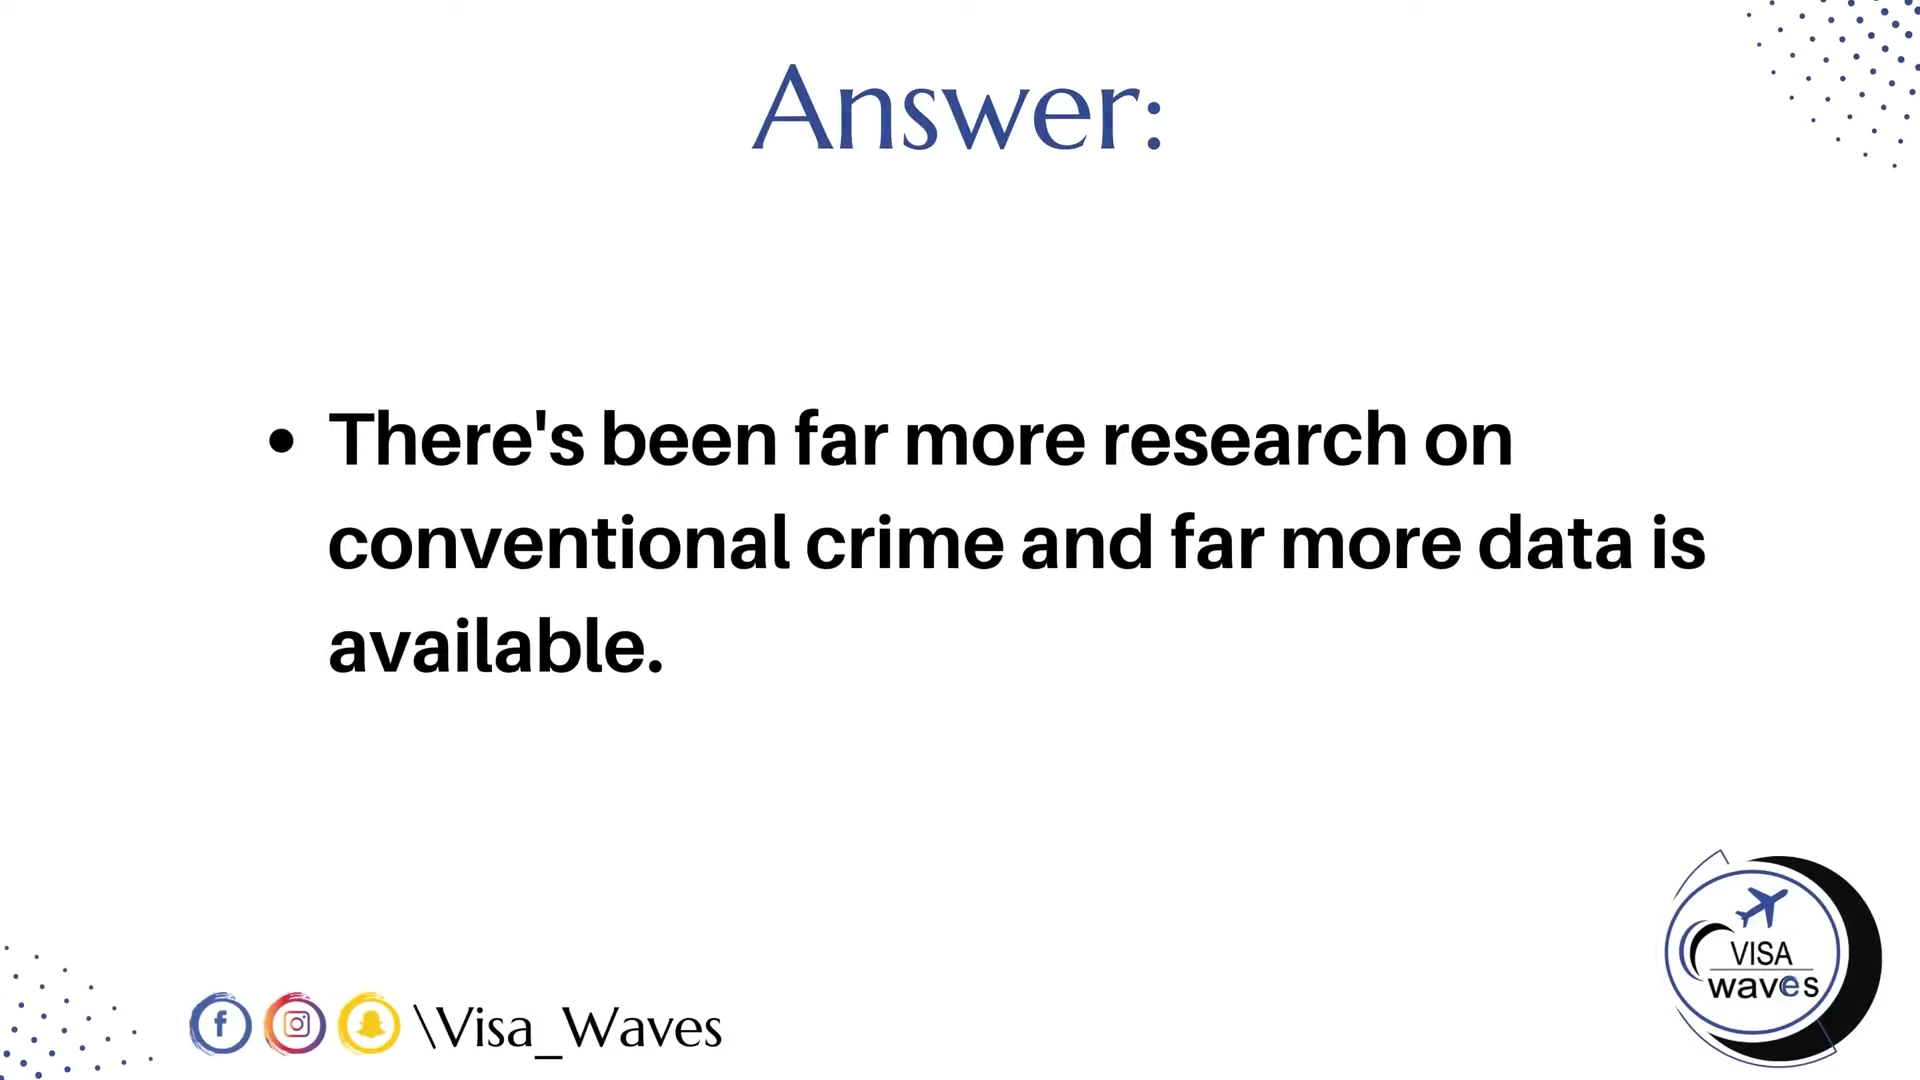 Answer:
• There's been far more research on
conventional crime and far more data is
available.
\Visa_Waves
VISA
waves